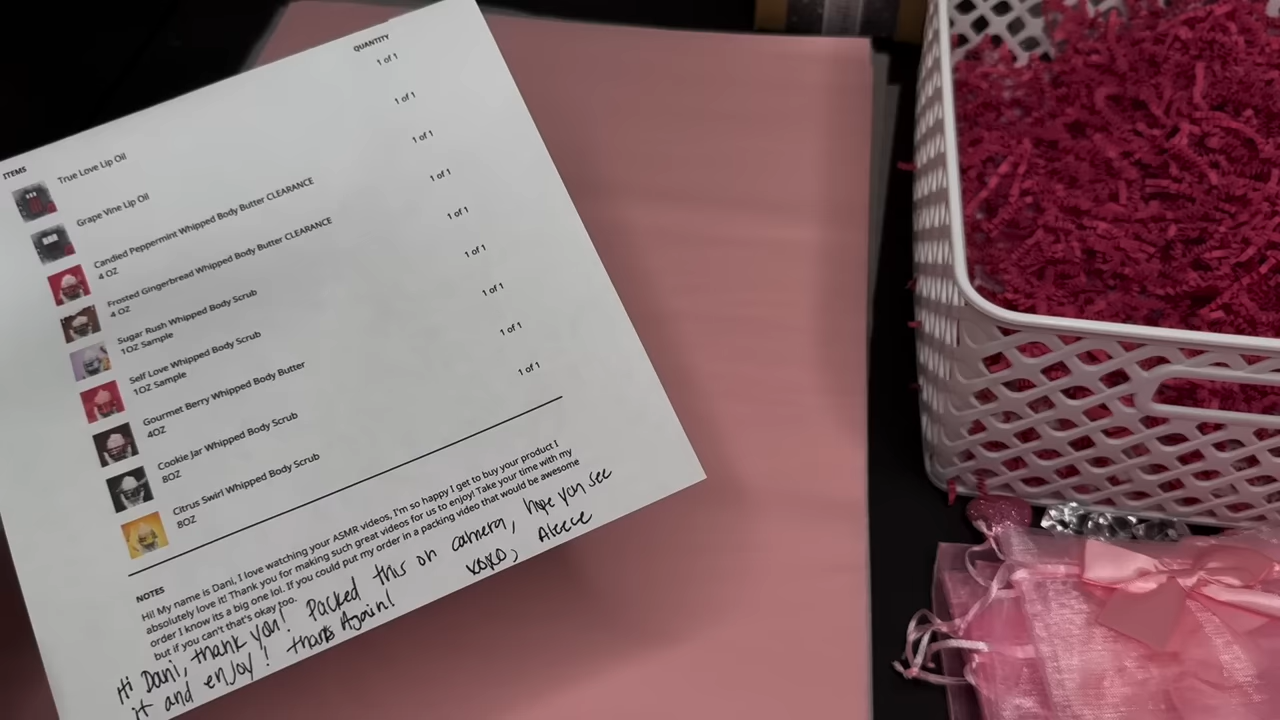 ITEMS QUANTITY
True Love Lip Oil 1 of 1
Grape Vine Lip Oil 1 of 1
Candied Peppermint Whipped Body Butter CLEARANCE 1 of 1
4 OZ
Frosted Gingerbread Whipped Body Butter CLEARANCE 1 of 1
4 OZ
Sugar Rush Whipped Body Scrub 1 of 1
1OZ Sample
Self Love Whipped Body Scrub 1 of 1
1OZ Sample
Gourmet Berry Whipped Body Butter 1 of 1
4OZ
Cookie Jar Whipped Body Scrub 1 of 1
8OZ
Citrus Swirl Whipped Body Scrub 1 of 1
8OZ
NOTES
Hi! My name is Dani, I love watching your ASMR videos, I'm so happy I get to buy your product I
absolutely love it! Thank you for making such great videos for us to enjoy! Take your time with my
order I know its a big one lol. If you could put my order in a packing video that would be awesome
but if you can't that's okay too.
Hi Dani, thank you! Packed this on camera, hope you see
it and enjoy! thanks Again! xoxo, Aleece